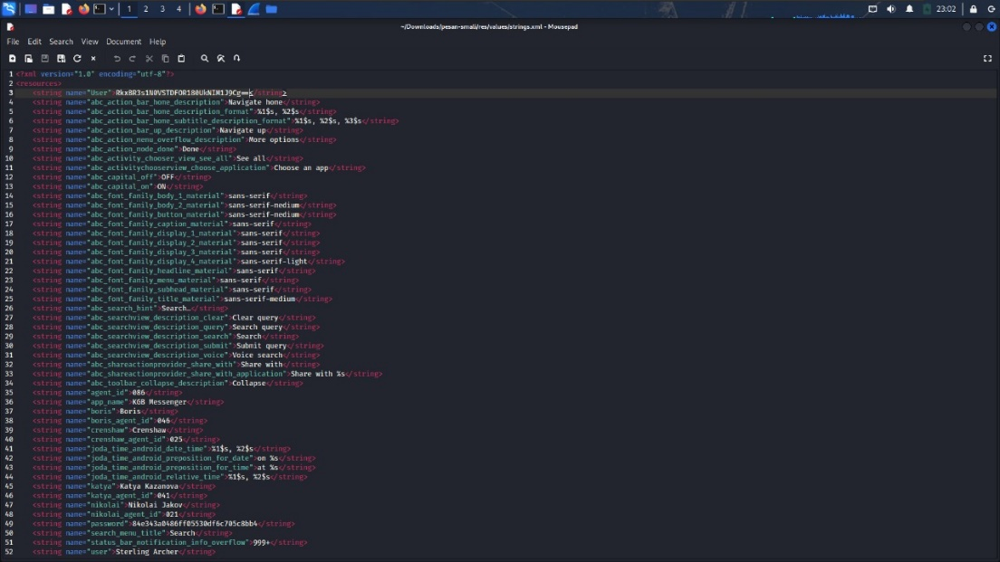 1 2 3 4 23:02
~/Downloads/pesan-smali/res/values/strings.xml - Mousepad
File Edit Search View Document Help
1 <?xml version="1.0" encoding="utf-8"?>
2 <resources>
3 <string name="User">RkxBR3s1N0VSTDFOR180UkNIM1J9Cg==</string>
4 <string name="abc_action_bar_home_description">Navigate home</string>
5 <string name="abc_action_bar_home_description_format">%1$s, %2$s</string>
6 <string name="abc_action_bar_home_subtitle_description_format">%1$s, %2$s, %3$s</string>
7 <string name="abc_action_bar_up_description">Navigate up</string>
8 <string name="abc_action_menu_overflow_description">More options</string>
9 <string name="abc_action_mode_done">Done</string>
10 <string name="abc_activity_chooser_view_see_all">See all</string>
11 <string name="abc_activitychooserview_choose_application">Choose an app</string>
12 <string name="abc_capital_off">OFF</string>
13 <string name="abc_capital_on">ON</string>
14 <string name="abc_font_family_body_1_material">sans-serif</string>
15 <string name="abc_font_family_body_2_material">sans-serif-medium</string>
16 <string name="abc_font_family_button_material">sans-serif-medium</string>
17 <string name="abc_font_family_caption_material">sans-serif</string>
18 <string name="abc_font_family_display_1_material">sans-serif</string>
19 <string name="abc_font_family_display_2_material">sans-serif</string>
20 <string name="abc_font_family_display_3_material">sans-serif</string>
21 <string name="abc_font_family_display_4_material">sans-serif-light</string>
22 <string name="abc_font_family_headline_material">sans-serif</string>
23 <string name="abc_font_family_menu_material">sans-serif</string>
24 <string name="abc_font_family_subhead_material">sans-serif</string>
25 <string name="abc_font_family_title_material">sans-serif-medium</string>
26 <string name="abc_search_hint">Search…</string>
27 <string name="abc_searchview_description_clear">Clear query</string>
28 <string name="abc_searchview_description_query">Search query</string>
29 <string name="abc_searchview_description_search">Search</string>
30 <string name="abc_searchview_description_submit">Submit query</string>
31 <string name="abc_searchview_description_voice">Voice search</string>
32 <string name="abc_shareactionprovider_share_with">Share with</string>
33 <string name="abc_shareactionprovider_share_with_application">Share with %s</string>
34 <string name="abc_toolbar_collapse_description">Collapse</string>
35 <string name="agent_id">086</string>
36 <string name="app_name">KGB Messenger</string>
37 <string name="boris">Boris</string>
38 <string name="boris_agent_id">046</string>
39 <string name="crenshaw">Crenshaw</string>
40 <string name="crenshaw_agent_id">025</string>
41 <string name="joda_time_android_date_time">%1$s, %2$s</string>
42 <string name="joda_time_android_preposition_for_date">on %s</string>
43 <string name="joda_time_android_preposition_for_time">at %s</string>
44 <string name="joda_time_android_relative_time">%1$s, %2$s</string>
45 <string name="katya">Katya Kazanova</string>
46 <string name="katya_agent_id">041</string>
47 <string name="nikolai">Nikolai Jakov</string>
48 <string name="nikolai_agent_id">021</string>
49 <string name="password">84e343a0486ff05530df6c705c8bb4</string>
50 <string name="search_menu_title">Search</string>
51 <string name="status_bar_notification_info_overflow">999+</string>
52 <string name="user">Sterling Archer</string>